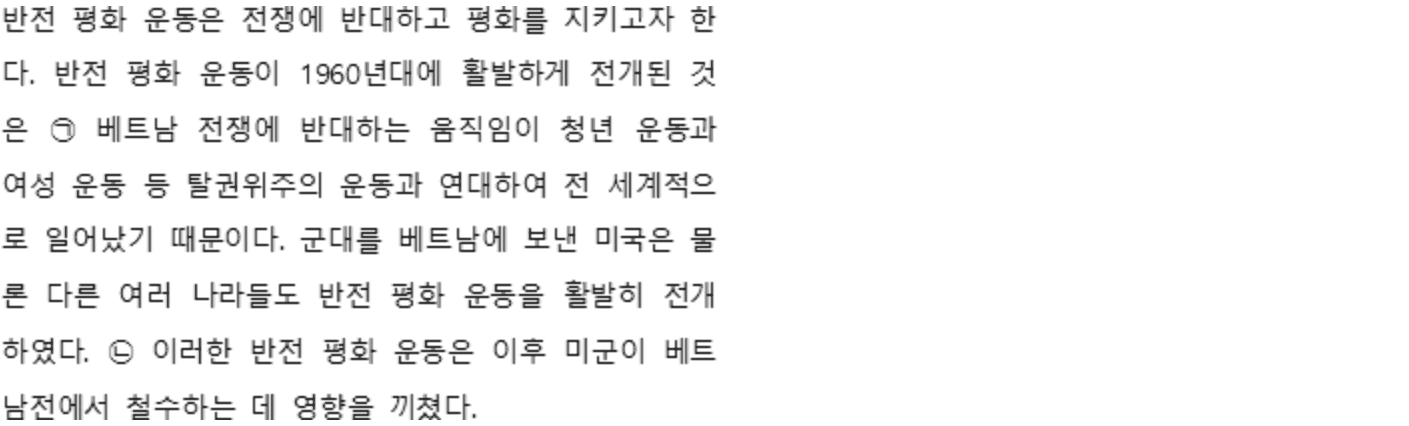 반전 평화 운동은 전쟁에 반대하고 평화를 지키고자 한
다. 반전 평화 운동이 1960년대에 활발하게 전개된 것
은 ㉠ 베트남 전쟁에 반대하는 움직임이 청년 운동과
여성 운동 등 탈권위주의 운동과 연대하여 전 세계적으
로 일어났기 때문이다. 군대를 베트남에 보낸 미국은 물
론 다른 여러 나라들도 반전 평화 운동을 활발히 전개
하였다. ㉡ 이러한 반전 평화 운동은 이후 미군이 베트
남전에서 철수하는 데 영향을 끼쳤다.